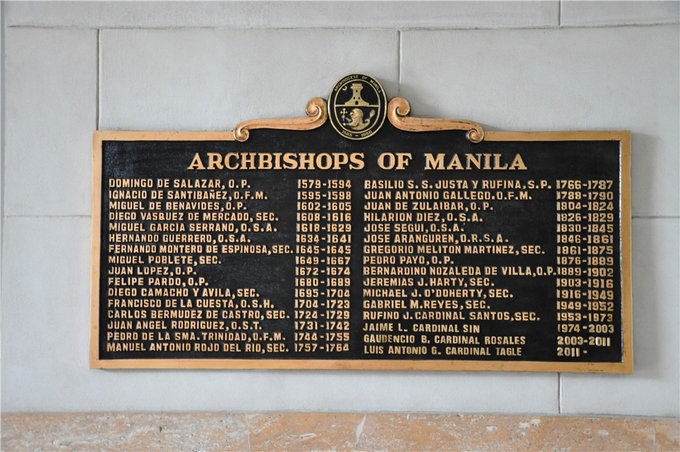 ARCHDIOCESE OF MANILA
ARCHBISHOPS OF MANILA
DOMINGO DE SALAZAR, O.P. 1579-1594
IGNACIO DE SANTIBAÑEZ, O.F.M. 1595-1598
MIGUEL DE BENAVIDES, O.P. 1602-1605
DIEGO VASQUEZ DE MERCADO, SEC. 1608-1616
MIGUEL GARCIA SERRANO, O.S.A. 1618-1629
HERNANDO GUERRERO, O.S.A. 1634-1641
FERNANDO MONTERO DE ESPINOSA, SEC. 1645-1645
MIGUEL POBLETE, SEC. 1649-1667
JUAN LOPEZ, O.P. 1672-1674
FELIPE PARDO, O.P. 1680-1689
DIEGO CAMACHO Y AVILA, SEC. 1695-1704
FRANCISCO DE LA CUESTA, O.S.H. 1704-1723
CARLOS BERMUDEZ DE CASTRO, SEC. 1724-1729
JUAN ANGEL RODRIGUEZ, O.S.T. 1731-1742
PEDRO DE LA SMA. TRINIDAD, O.F.M. 1744-1755
MANUEL ANTONIO ROJO DEL RIO, SEC. 1757-1764
BASILIO S. S. JUSTA Y RUFINA, S.P. 1766-1787
JUAN ANTONIO GALLEGO, O.F.M. 1788-1790
JUAN DE ZULAIBAR, O.P. 1804-1824
HILARION DIEZ, O.S.A. 1826-1829
JOSE SEGUI, O.S.A. 1830-1845
JOSE ARANGUREN, O.R.S.A. 1846-1861
GREGORIO MELITON MARTINEZ, SEC. 1861-1875
PEDRO PAYO, O.P. 1876-1889
BERNARDINO NOZALEDA DE VILLA, O.P. 1889-1902
JEREMIAS J. HARTY, SEC. 1903-1916
MICHAEL J. O'DOHERTY, SEC. 1916-1949
GABRIEL M. REYES, SEC. 1949-1952
RUFINO J. CARDINAL SANTOS, SEC. 1953-1973
JAIME L. CARDINAL SIN 1974-2003
GAUDENCIO B. CARDINAL ROSALES 2003-2011
LUIS ANTONIO G. CARDINAL TAGLE 2011-